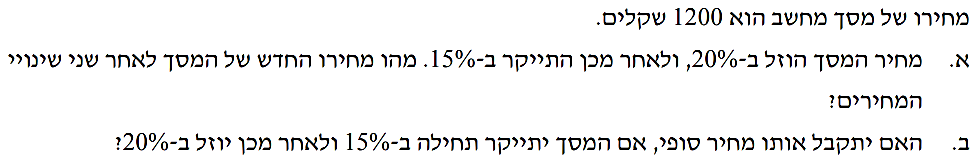 מחירו של מסך מחשב הוא 1200 שקלים.
א. מחיר המסך הוזל ב-20%, ולאחר מכן התייקר ב-15%. מהו מחירו החדש של המסך לאחר שני שינויי
המחירים?
ב. האם יתקבל אותו מחיר סופי, אם המסך יתייקר תחילה ב-15% ולאחר מכן יוזל ב-20%?